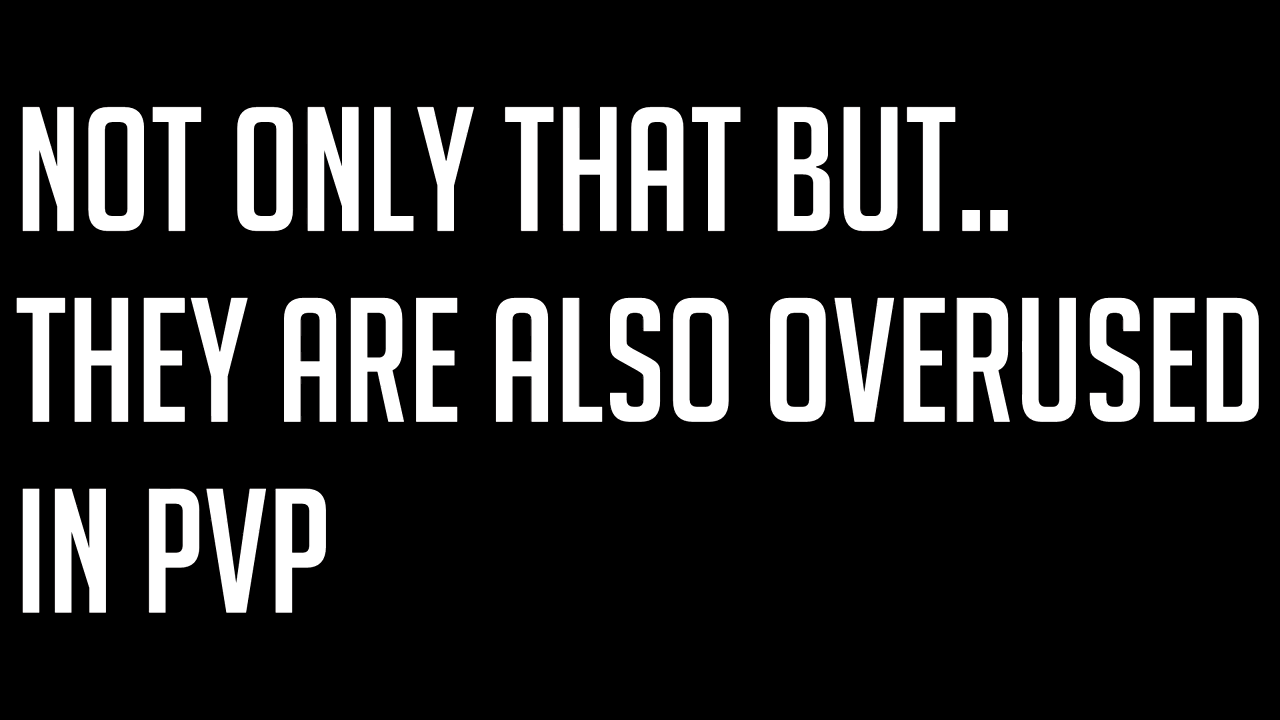 NOT ONLY THAT BUT..
THEY ARE ALSO OVERUSED
IN PVP